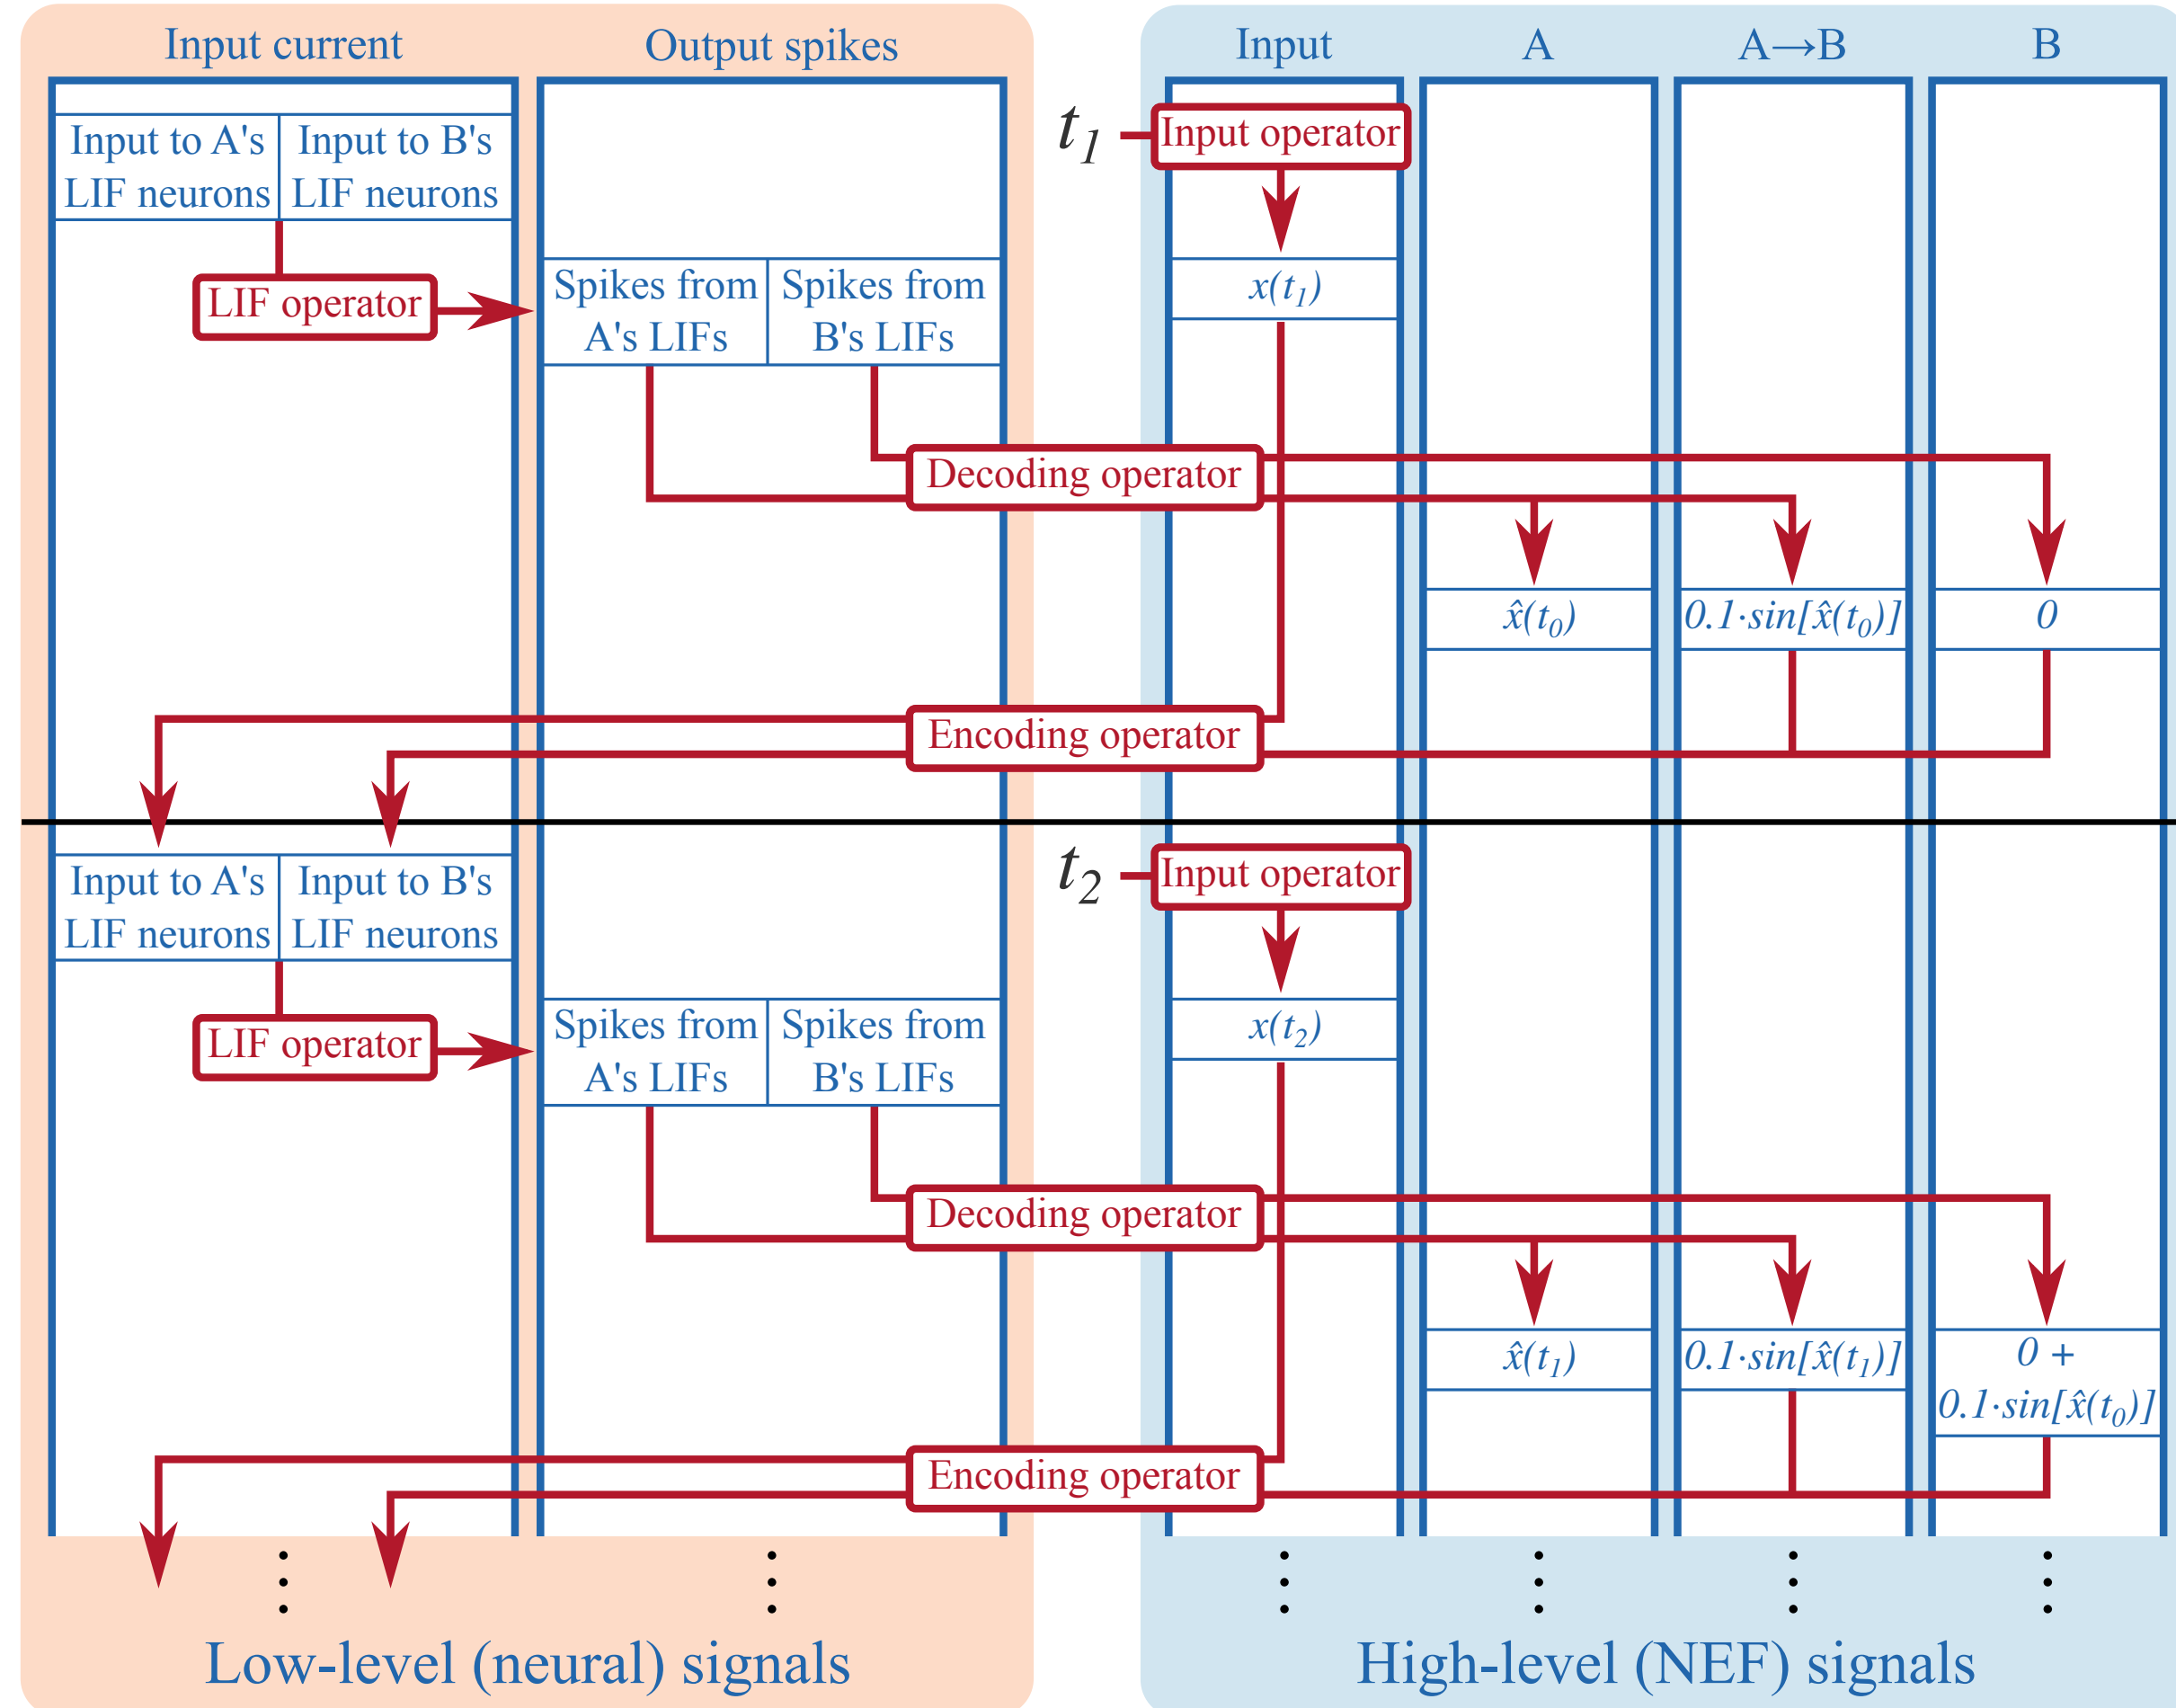 Input current
Output spikes
Input
A
A→B
B
Input to A's
LIF neurons
Input to B's
LIF neurons
t1
Input operator
LIF operator
Spikes from
A's LIFs
Spikes from
B's LIFs
x(t1)
Decoding operator
x̂(t0)
0.1·sin[x̂(t0)]
0
Encoding operator
Input to A's
LIF neurons
Input to B's
LIF neurons
t2
Input operator
LIF operator
Spikes from
A's LIFs
Spikes from
B's LIFs
x(t2)
Decoding operator
x̂(t1)
0.1·sin[x̂(t1)]
0 +
0.1·sin[x̂(t0)]
Encoding operator
Low-level (neural) signals
High-level (NEF) signals